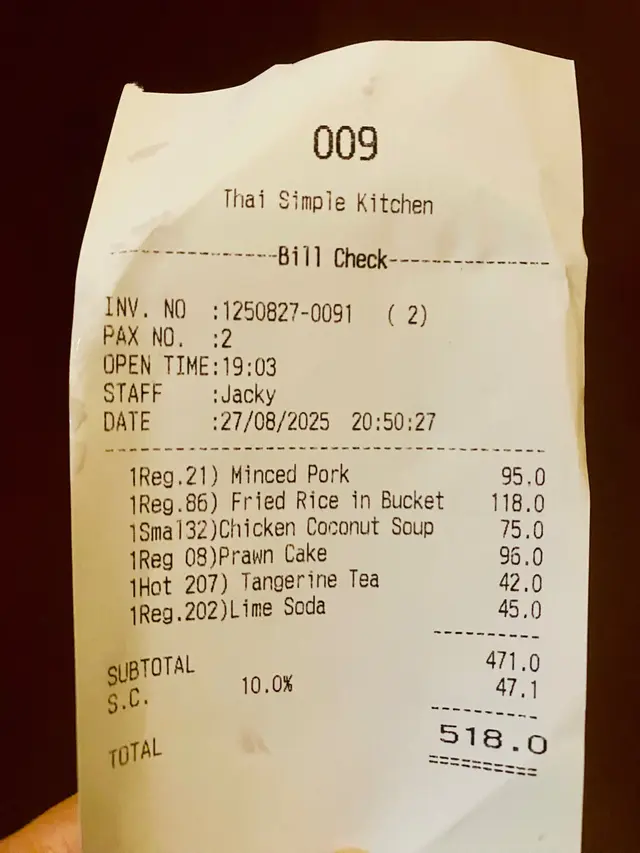 009
Thai Simple Kitchen
-----------------Bill Check----------------
INV. NO :1250827-0091 ( 2)
PAX NO. :2
OPEN TIME:19:03
STAFF :Jacky
DATE :27/08/2025 20:50:27
1Reg.21) Minced Pork 95.0
1Reg.86) Fried Rice in Bucket 118.0
1Smal32)Chicken Coconut Soup 75.0
1Reg 08)Prawn Cake 96.0
1Hot 207) Tangerine Tea 42.0
1Reg.202)Lime Soda 45.0
SUBTOTAL 471.0
S.C. 10.0% 47.1
TOTAL 518.0